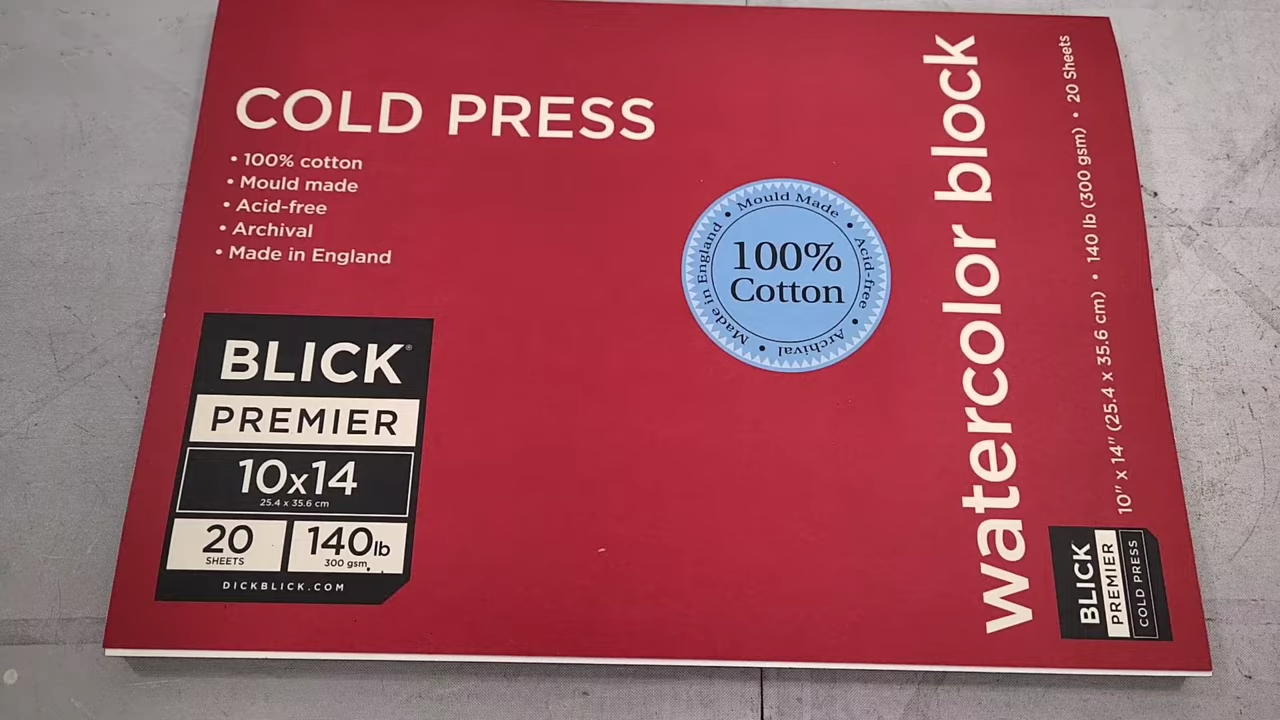 COLD PRESS
• 100% cotton
• Mould made
• Acid-free
• Archival
• Made in England
BLICK®
PREMIER
10x14
25.4 x 35.6 cm
20
SHEETS
140lb
300 gsm
DICKBLICK.COM
Mould Made • Acid-free • Archival • Made in England •
100%
Cotton
watercolor block
10" x 14" (25.4 x 35.6 cm) • 140 lb (300 gsm) • 20 Sheets
BLICK
PREMIER
COLD PRESS